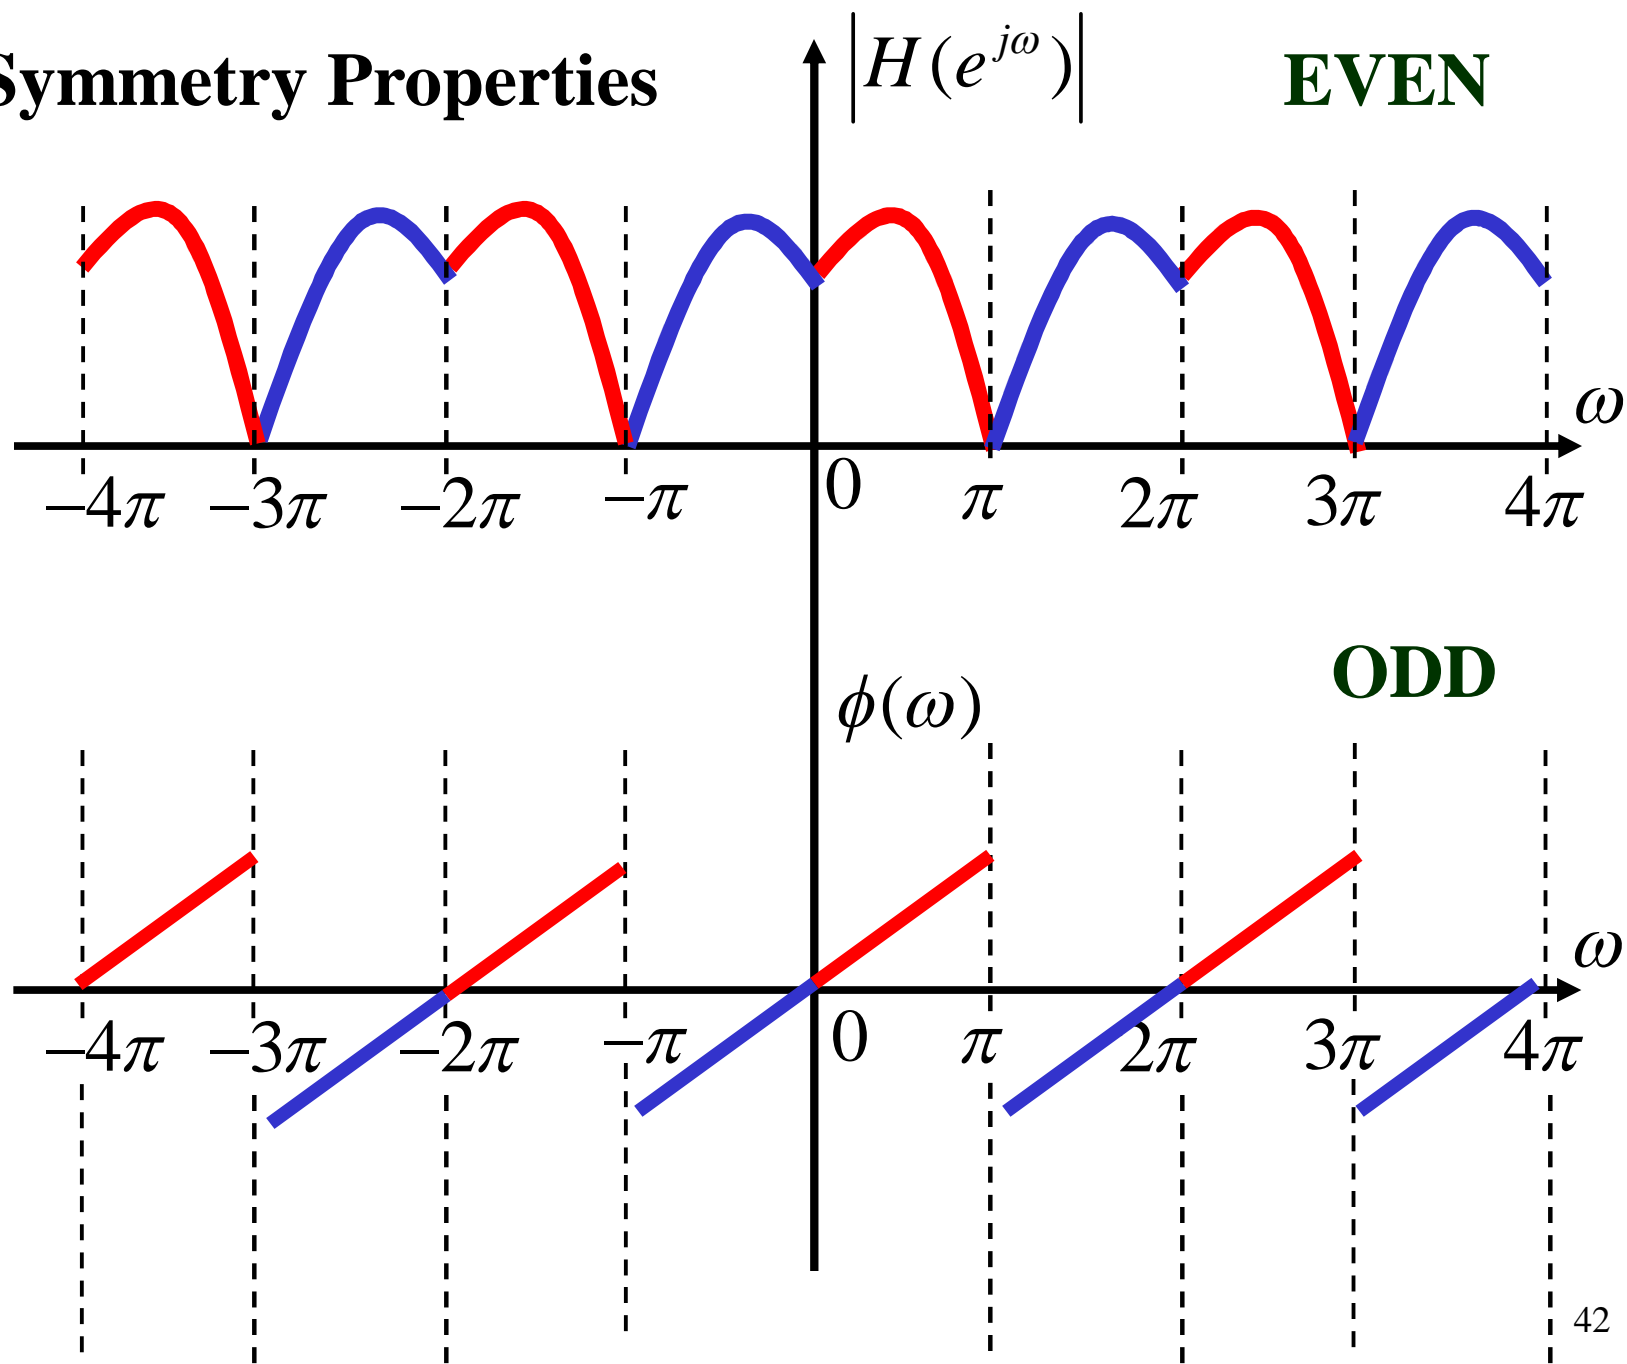 Symmetry Properties |H(e^{jω})| EVEN
ω
−4π −3π −2π −π 0 π 2π 3π 4π
ODD
ϕ(ω)
ω
−4π −3π −2π −π 0 π 2π 3π 4π
42